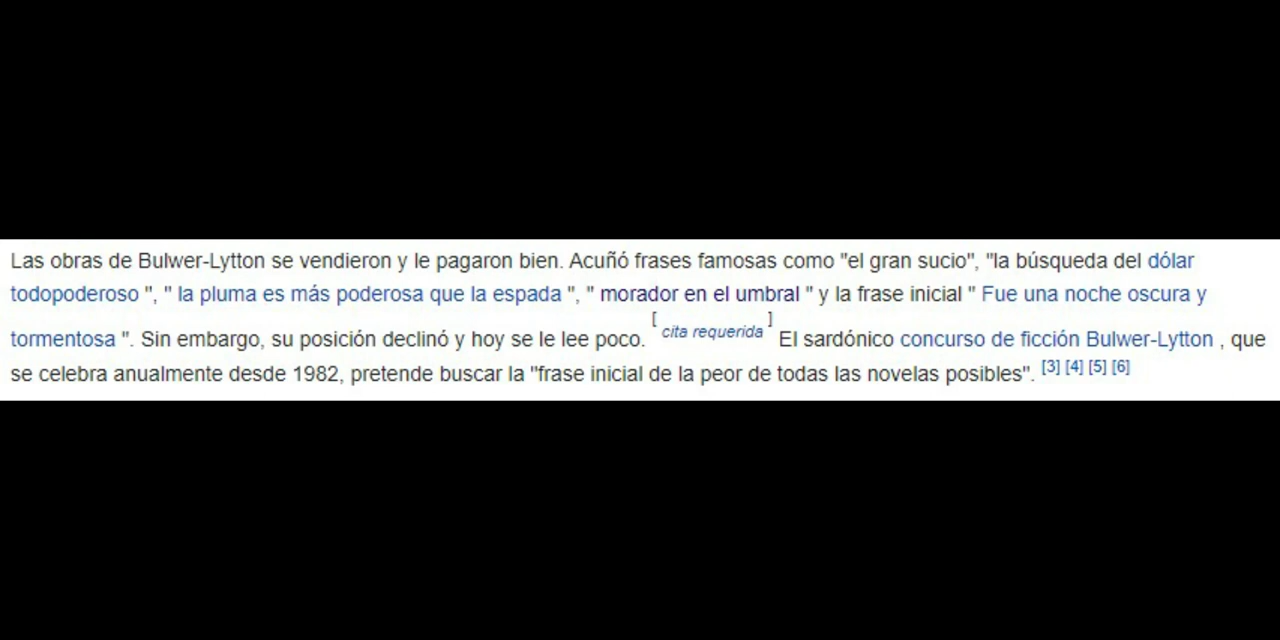 Las obras de Bulwer-Lytton se vendieron y le pagaron bien. Acuñó frases famosas como "el gran sucio", "la búsqueda del dólar
todopoderoso ", " la pluma es más poderosa que la espada ", " morador en el umbral " y la frase inicial " Fue una noche oscura y
tormentosa ". Sin embargo, su posición declinó y hoy se le lee poco. [ cita requerida ] El sardónico concurso de ficción Bulwer-Lytton , que
se celebra anualmente desde 1982, pretende buscar la "frase inicial de la peor de todas las novelas posibles". [3] [4] [5] [6]